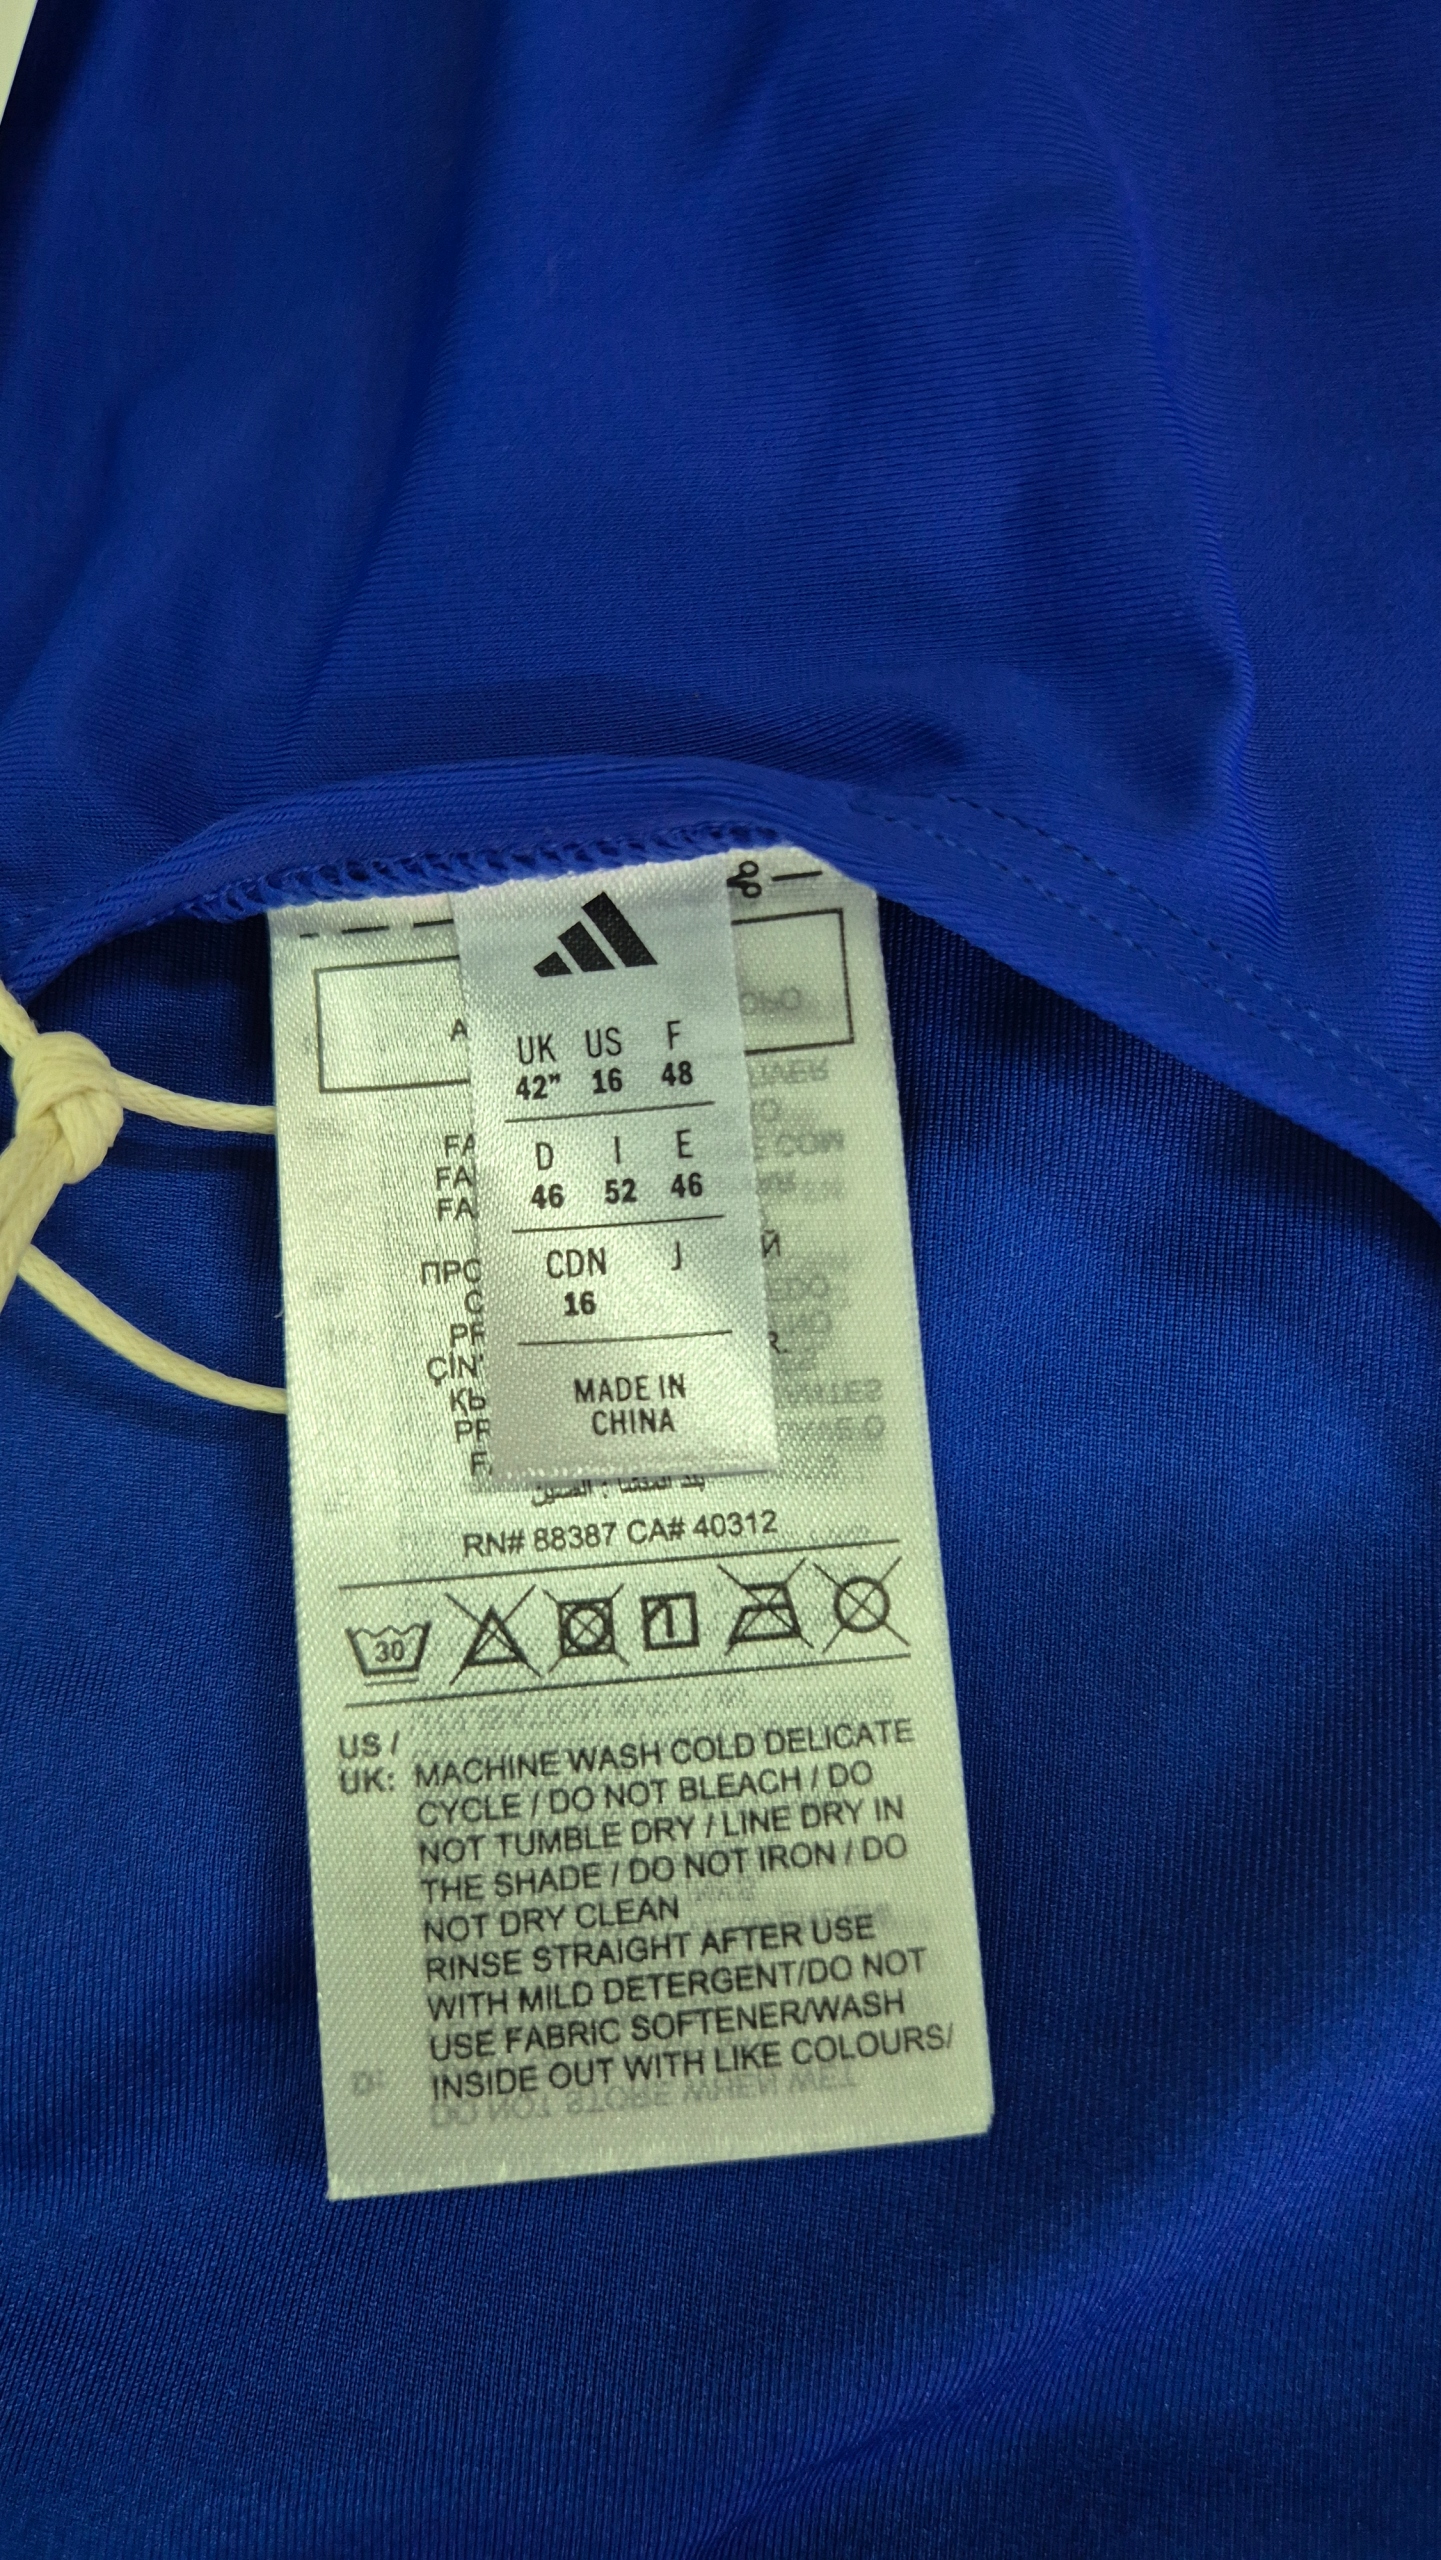 UK US F
42" 16 48
D I E
46 52 46
CDN J
16
MADE IN
CHINA
RN# 88387 CA# 40312
30
US /
UK: MACHINE WASH COLD DELICATE
CYCLE / DO NOT BLEACH / DO
NOT TUMBLE DRY / LINE DRY IN
THE SHADE / DO NOT IRON / DO
NOT DRY CLEAN
RINSE STRAIGHT AFTER USE
WITH MILD DETERGENT/DO NOT
USE FABRIC SOFTENER/WASH
INSIDE OUT WITH LIKE COLOURS/